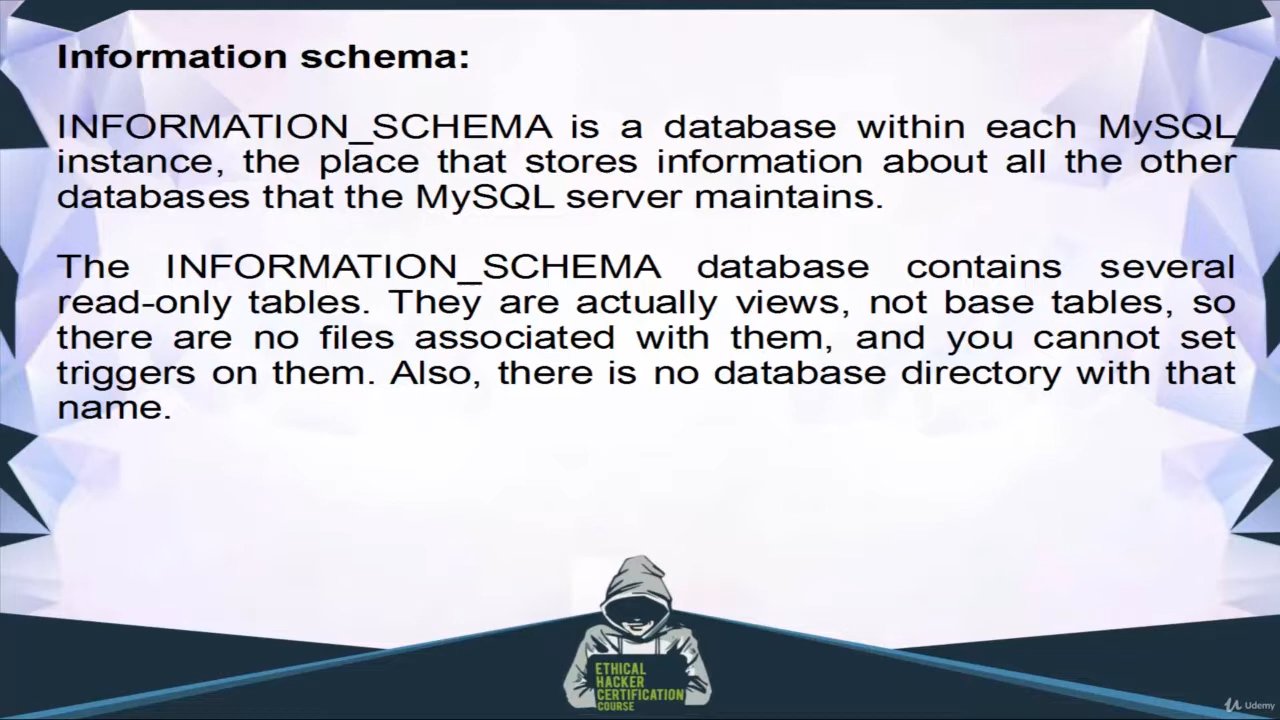 Information schema:
INFORMATION_SCHEMA is a database within each MySQL
instance, the place that stores information about all the other
databases that the MySQL server maintains.
The INFORMATION_SCHEMA database contains several
read-only tables. They are actually views, not base tables, so
there are no files associated with them, and you cannot set
triggers on them. Also, there is no database directory with that
name.
ETHICAL
HACKER
CERTIFICATION
COURSE
Udemy